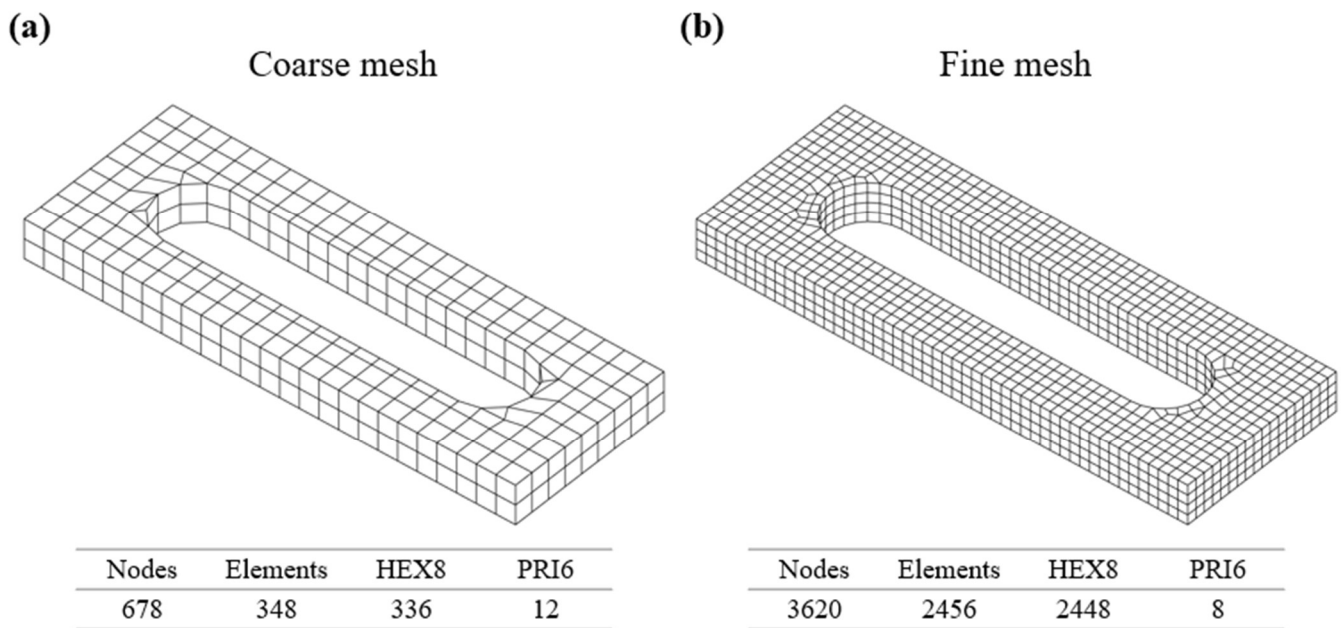 (a)
Coarse mesh
Nodes Elements HEX8 PRI6
678 348 336 12
(b)
Fine mesh
Nodes Elements HEX8 PRI6
3620 2456 2448 8